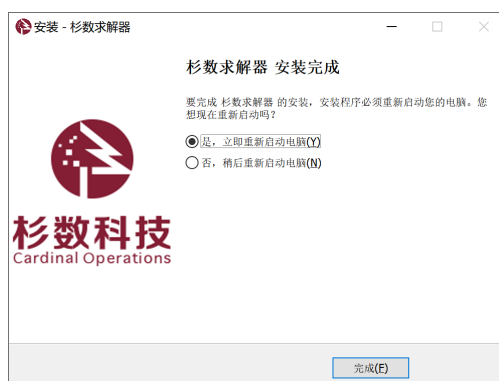 安装 - 杉数求解器
杉数求解器 安装完成
要完成 杉数求解器 的安装，安装程序必须重新启动您的电脑。您
想现在重新启动吗？
是，立即重新启动电脑(Y)
否，稍后重新启动电脑(N)
杉数科技
Cardinal Operations
完成(F)